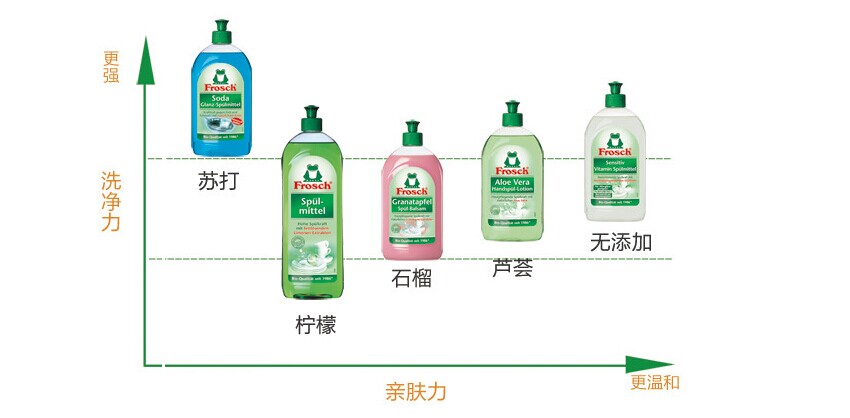 更强
洗净力
Frosch
Soda
Glanz-Spülmittel
苏打
Frosch
Spül-
mittel
Hohe Spülkraft
柠檬
Frosch
Granatapfel
Spül-Balsam
石榴
Frosch
Aloe Vera
Handspül-Lotion
芦荟
Frosch
Sensitiv
Vitamin Spülmittel
无添加
亲肤力
更温和